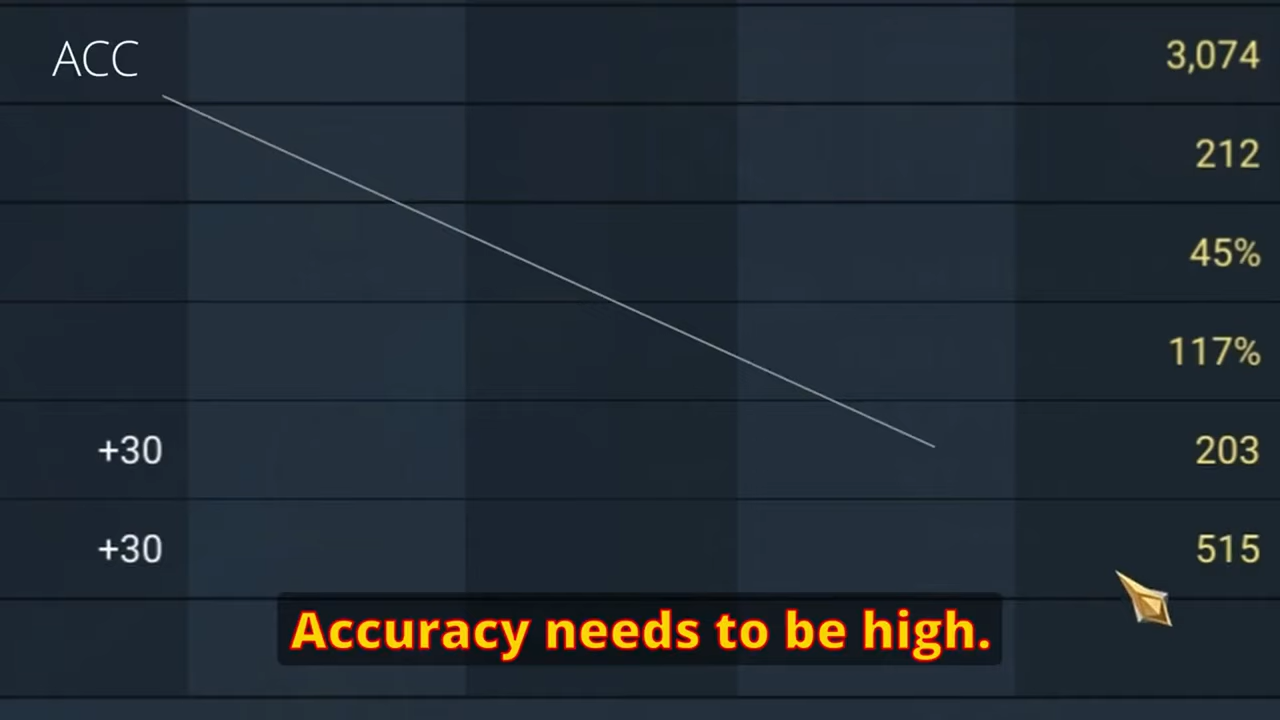 ACC 3,074
212
45%
117%
+30 203
+30 515
Accuracy needs to be high.